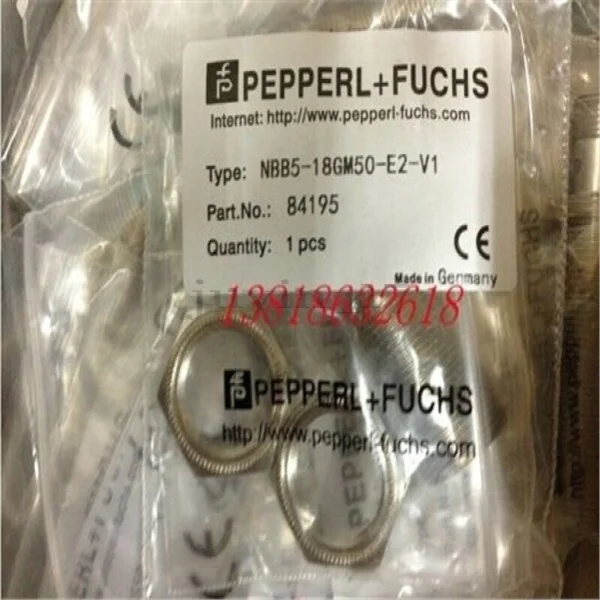 PEPPERL+FUCHS
Internet: http://www.pepperl-fuchs.com
Type: NBB5-18GM50-E2-V1
Part.No.: 84195
Quantity: 1 pcs
CE
Made in Germany
13818632618
PEPPERL+FUCHS
http://www.pepperl-fuchs.com
CE